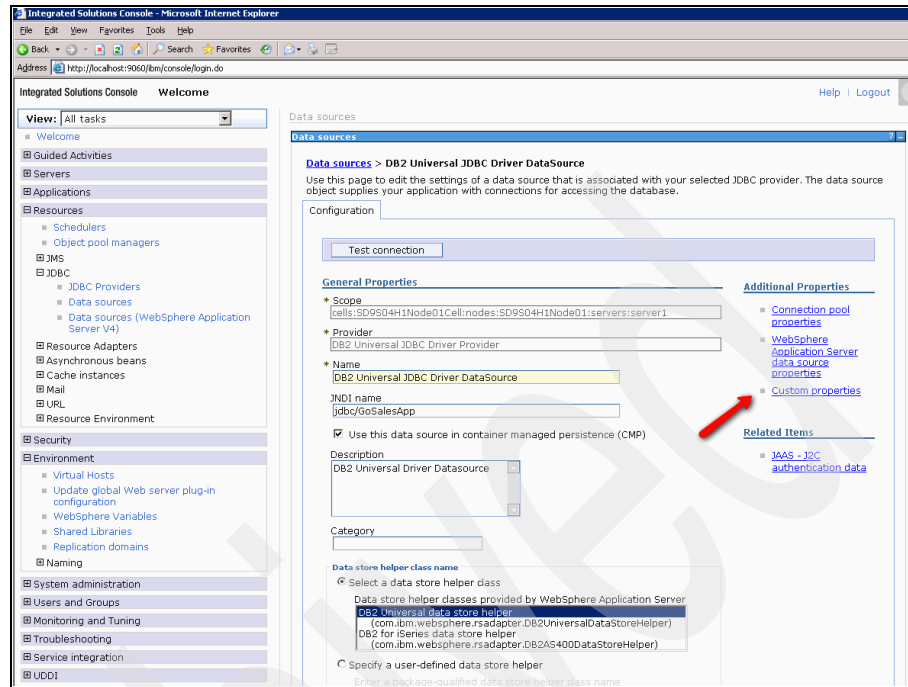 Integrated Solutions Console - Microsoft Internet Explorer
File Edit View Favorites Tools Help
Back Search Favorites
Address http://localhost:9060/ibm/console/login.do
Integrated Solutions Console Welcome Help | Logout
View: All tasks
Welcome
Guided Activities
Servers
Applications
Resources
Schedulers
Object pool managers
JMS
JDBC
JDBC Providers
Data sources
Data sources (WebSphere Application
Server V4)
Resource Adapters
Asynchronous beans
Cache instances
Mail
URL
Resource Environment
Security
Environment
Virtual Hosts
Update global Web server plug-in
configuration
WebSphere Variables
Shared Libraries
Replication domains
Naming
System administration
Users and Groups
Monitoring and Tuning
Troubleshooting
Service integration
UDDI
Data sources
Data sources ? -
Data sources > DB2 Universal JDBC Driver DataSource
Use this page to edit the settings of a data source that is associated with your selected JDBC provider. The data source
object supplies your application with connections for accessing the database.
Configuration
Test connection
General Properties
* Scope
cells:SD9S04H1Node01Cell:nodes:SD9S04H1Node01:servers:server1
* Provider
DB2 Universal JDBC Driver Provider
* Name
DB2 Universal JDBC Driver DataSource
JNDI name
jdbc/GoSalesApp
Use this data source in container managed persistence (CMP)
Description
DB2 Universal Driver Datasource
Category
Data store helper class name
Select a data store helper class
Data store helper classes provided by WebSphere Application Server
DB2 Universal data store helper
(com.ibm.websphere.rsadapter.DB2UniversalDataStoreHelper)
DB2 for iSeries data store helper
(com.ibm.websphere.rsadapter.DB2AS400DataStoreHelper)
Specify a user-defined data store helper
Enter a package-qualified data store helper class name
Additional Properties
Connection pool
properties
WebSphere
Application Server
data source
properties
Custom properties
Related Items
JAAS - J2C
authentication data